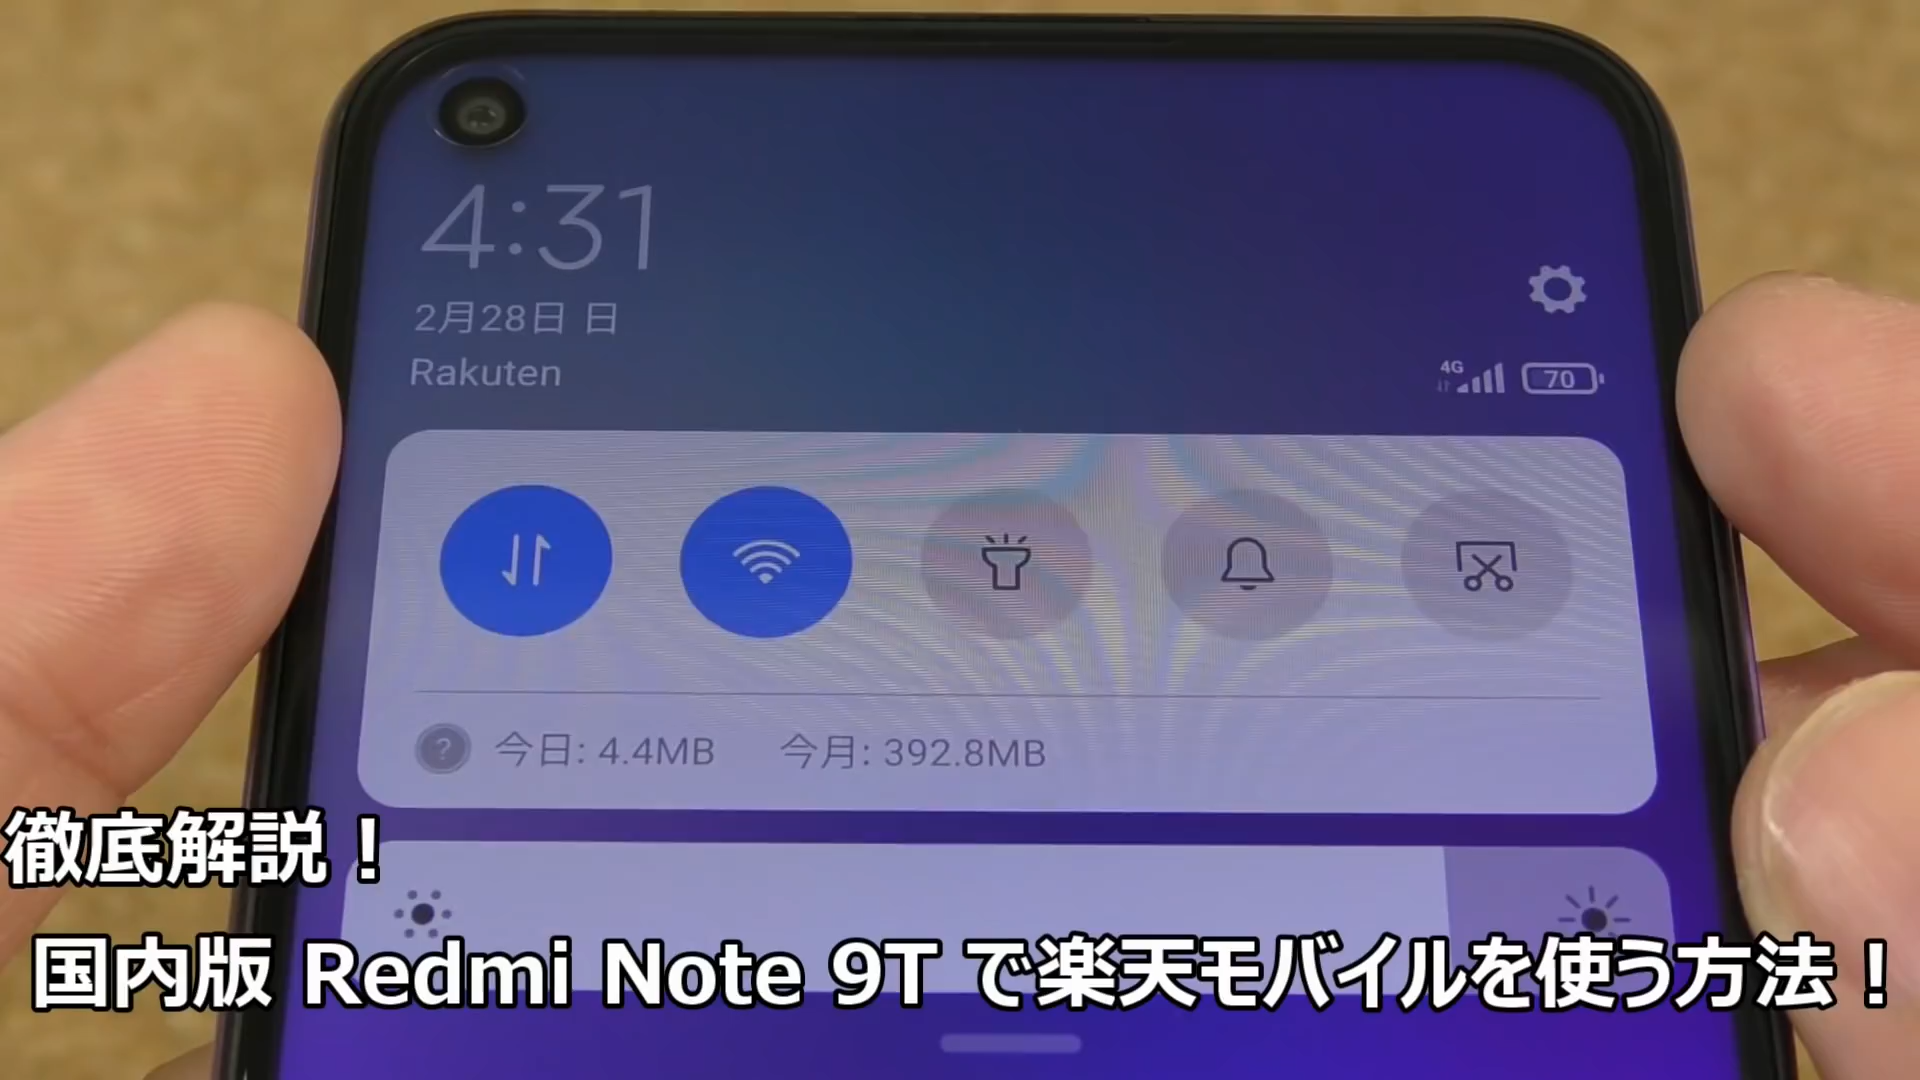 4:31
2月28日 日
Rakuten
4G
70
?
今日: 4.4MB 今月: 392.8MB
徹底解説！
国内版 Redmi Note 9T で楽天モバイルを使う方法！